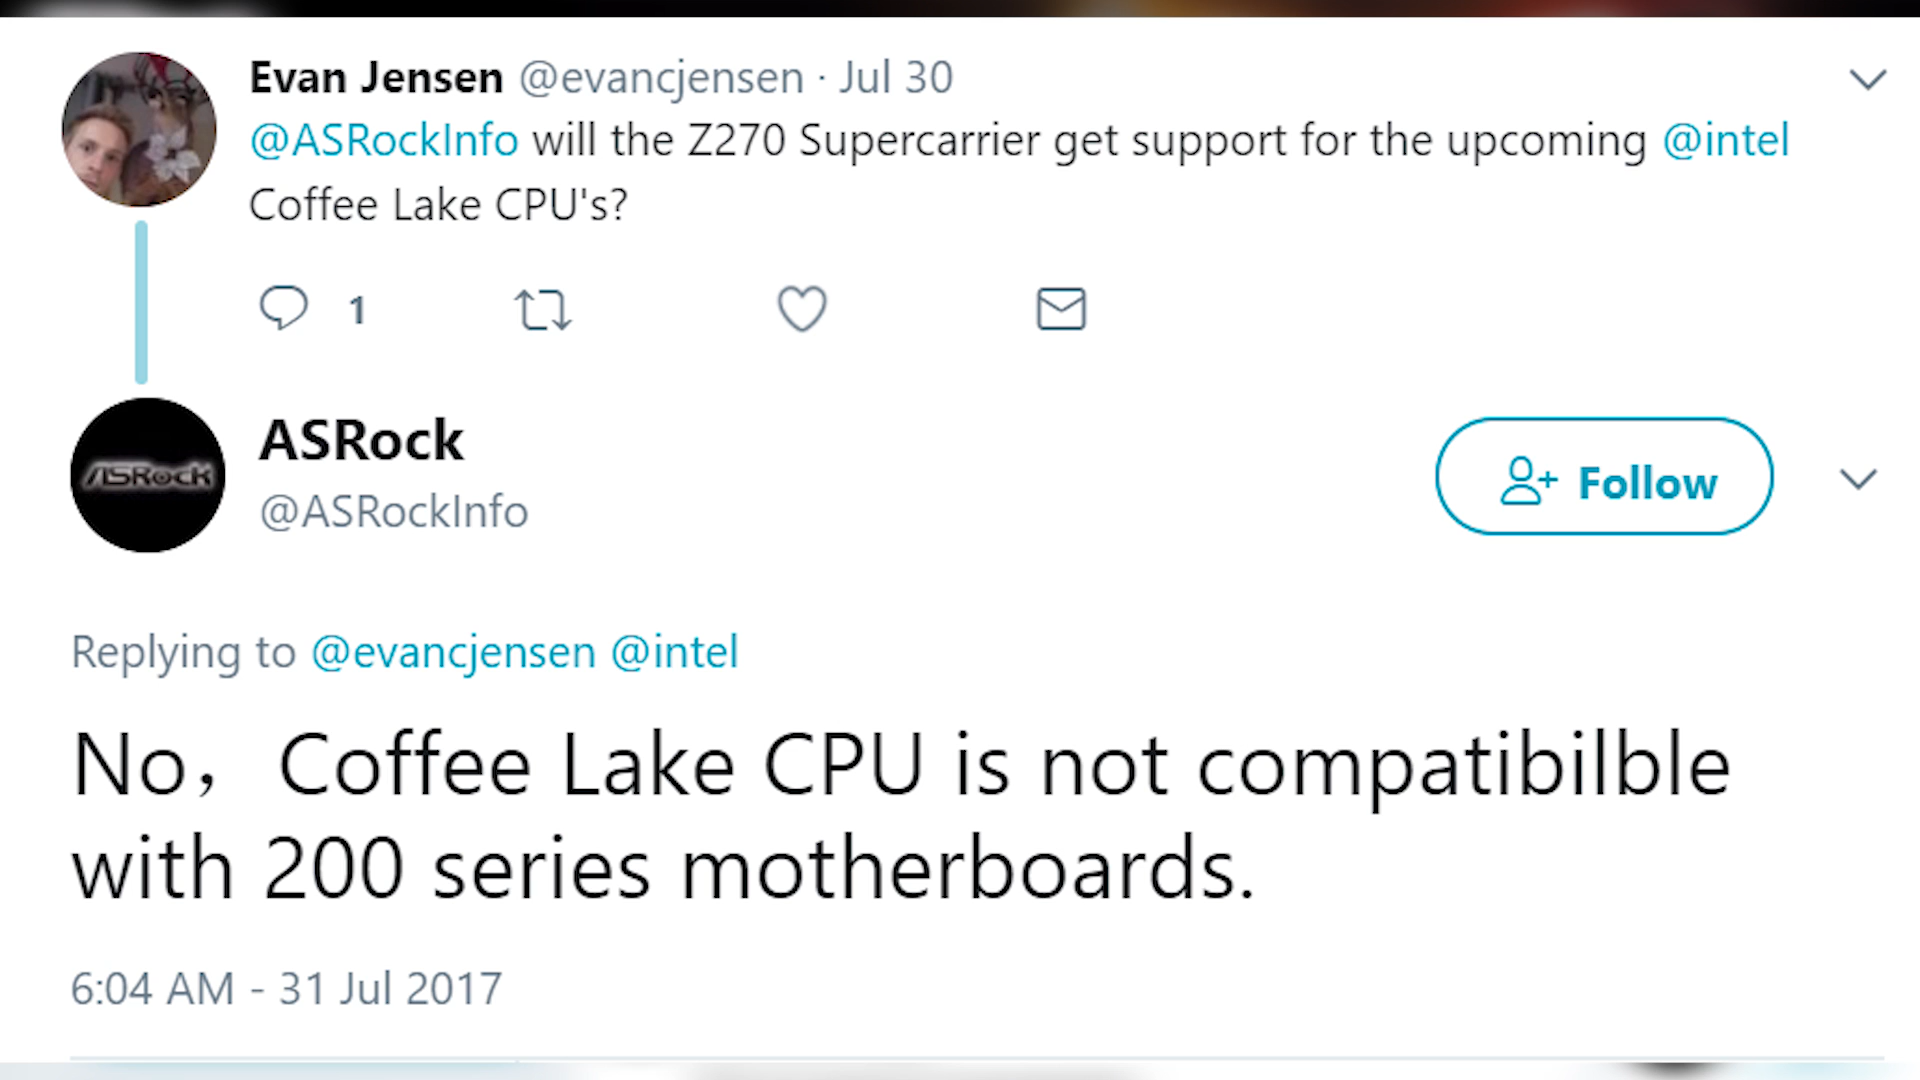 Evan Jensen @evancjensen · Jul 30
@ASRockInfo will the Z270 Supercarrier get support for the upcoming @intel
Coffee Lake CPU's?
1
ASRock
ASRock
@ASRockInfo
Follow
Replying to @evancjensen @intel
No， Coffee Lake CPU is not compatibilble
with 200 series motherboards.
6:04 AM - 31 Jul 2017